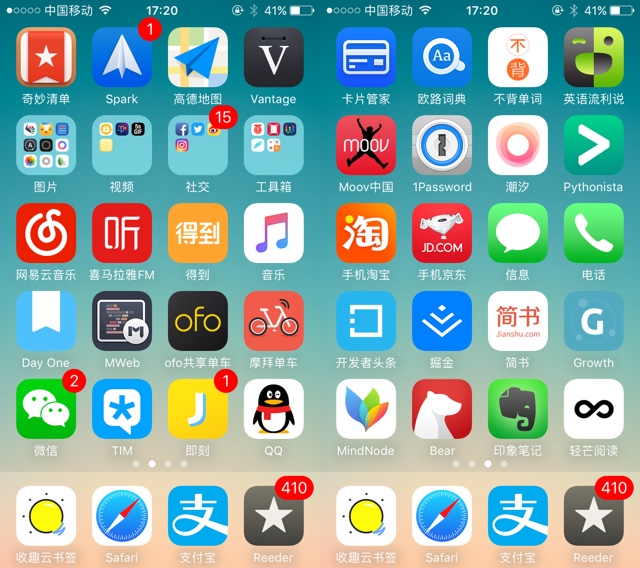 中国移动 17:20 41%
1
奇妙清单 Spark 高德地图 Vantage
V
15
图片 视频 社交 工具箱
听 得到
网易云音乐 喜马拉雅FM 得到 音乐
M ofo
Day One MWeb ofo共享单车 摩拜单车
2 1
微信 TIM 即刻 QQ
410
收趣云书签 Safari 支付宝 Reeder
支
中国移动 17:20 41%
Aa 不背
卡片管家 欧路词典 不背单词 英语流利说
MOOV
Moov中国 1Password 潮汐 Pythonista
淘 JD.COM
手机淘宝 手机京东 信息 电话
简书 G
Jianshu.com
开发者头条 掘金 简书 Growth
MindNode Bear 印象笔记 轻芒阅读
410
支
收趣云书签 Safari 支付宝 Reeder